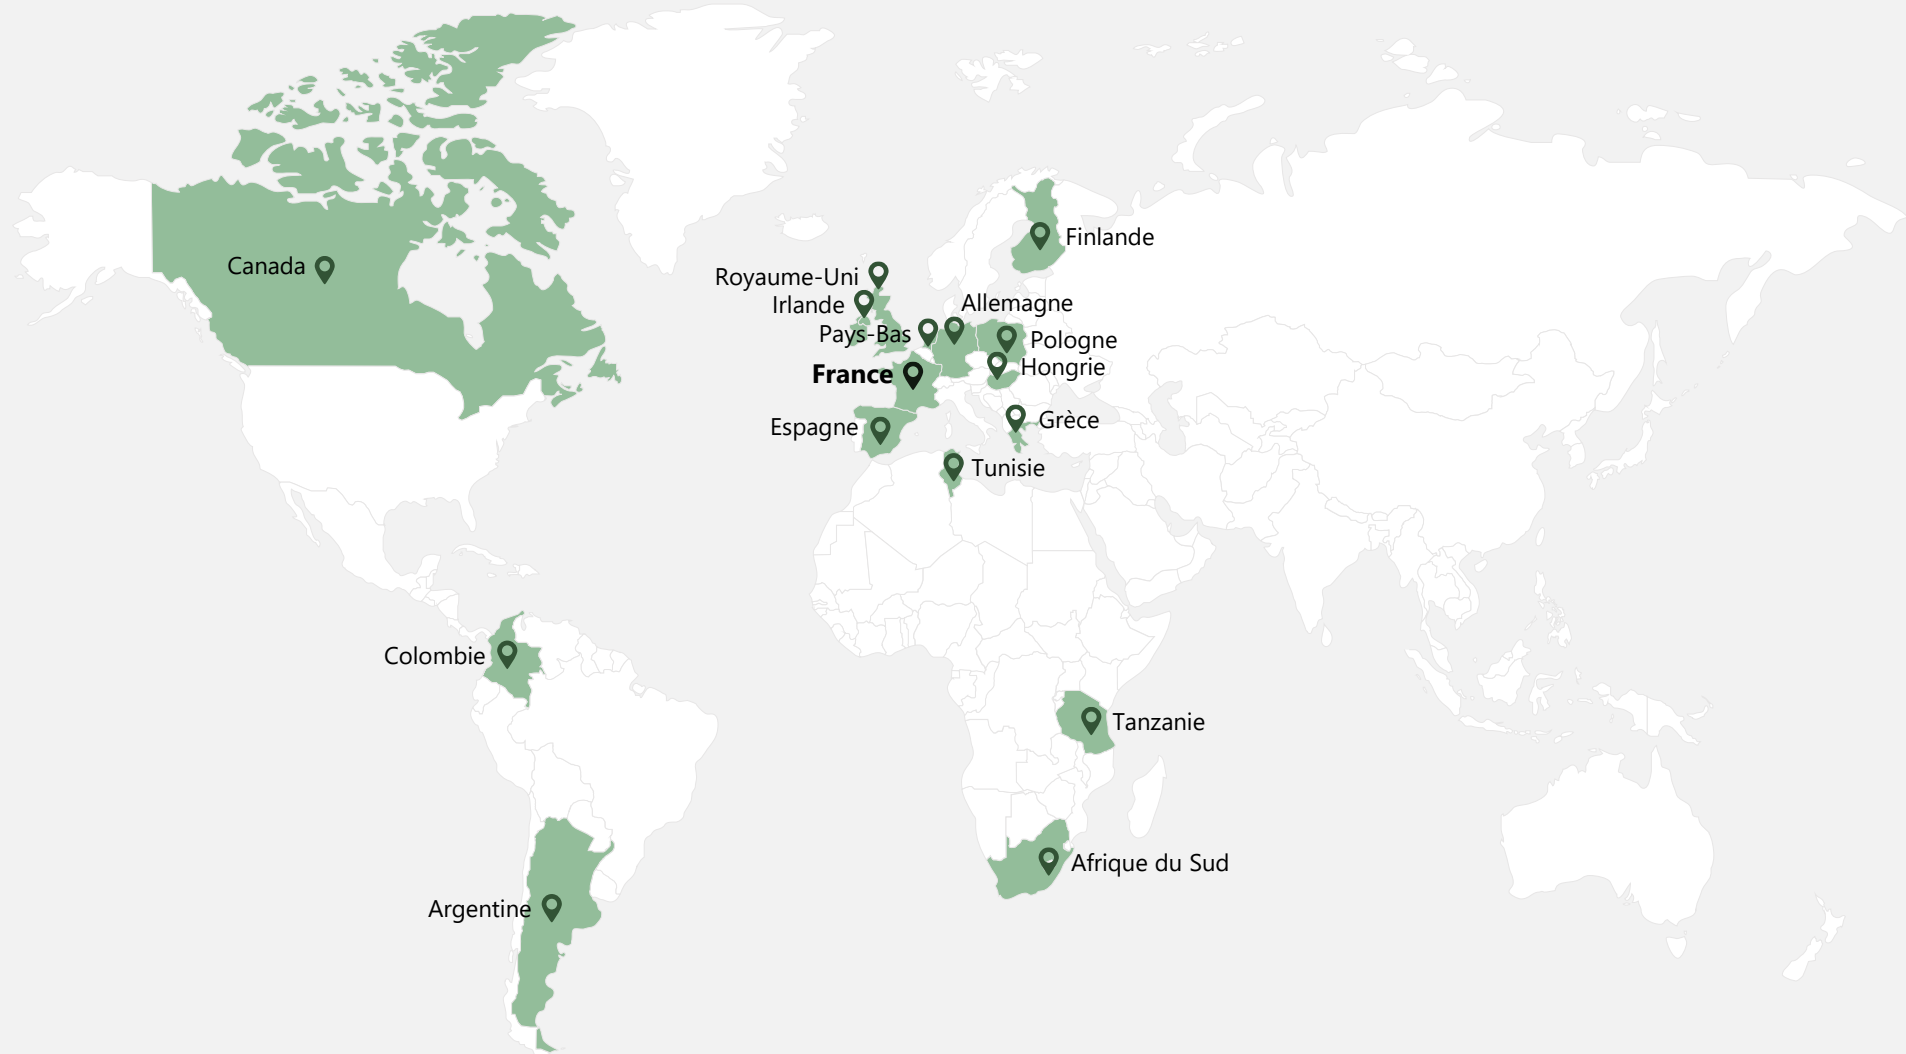 Finlande
Canada
Royaume-Uni
Irlande
Allemagne
Pays-Bas
Pologne
Hongrie
France
Grèce
Espagne
Tunisie
Colombie
Tanzanie
Afrique du Sud
Argentine